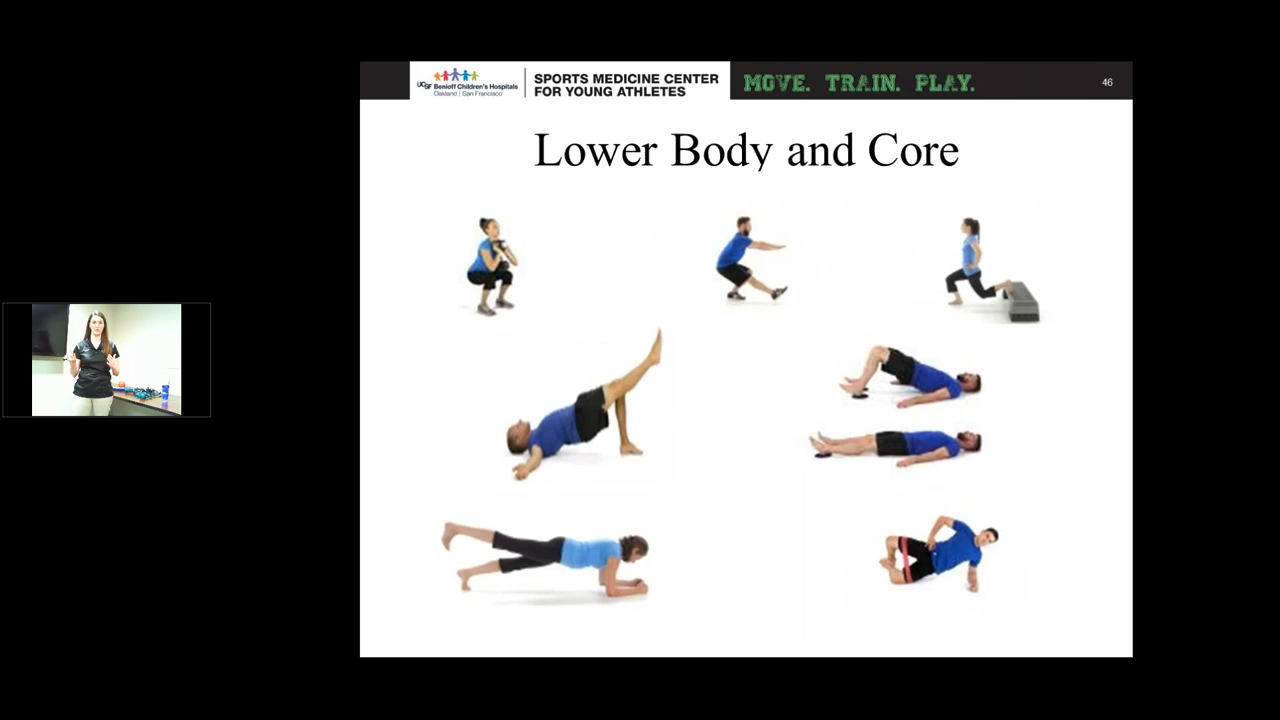 UCSF Benioff Children's Hospitals
Oakland | San Francisco
SPORTS MEDICINE CENTER
FOR YOUNG ATHLETES
MOVE. TRAIN. PLAY.
46
Lower Body and Core